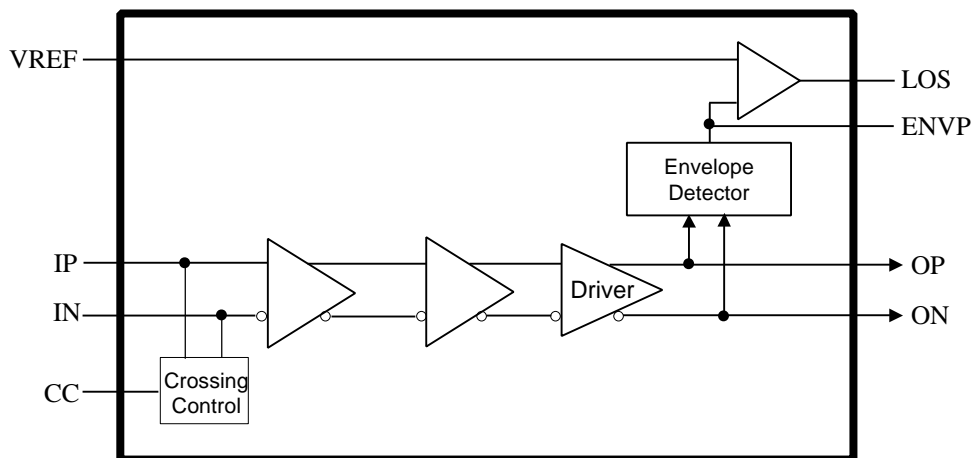 VREF
LOS
ENVP
Envelope
Detector
IP
OP
Driver
IN
ON
CC
Crossing
Control